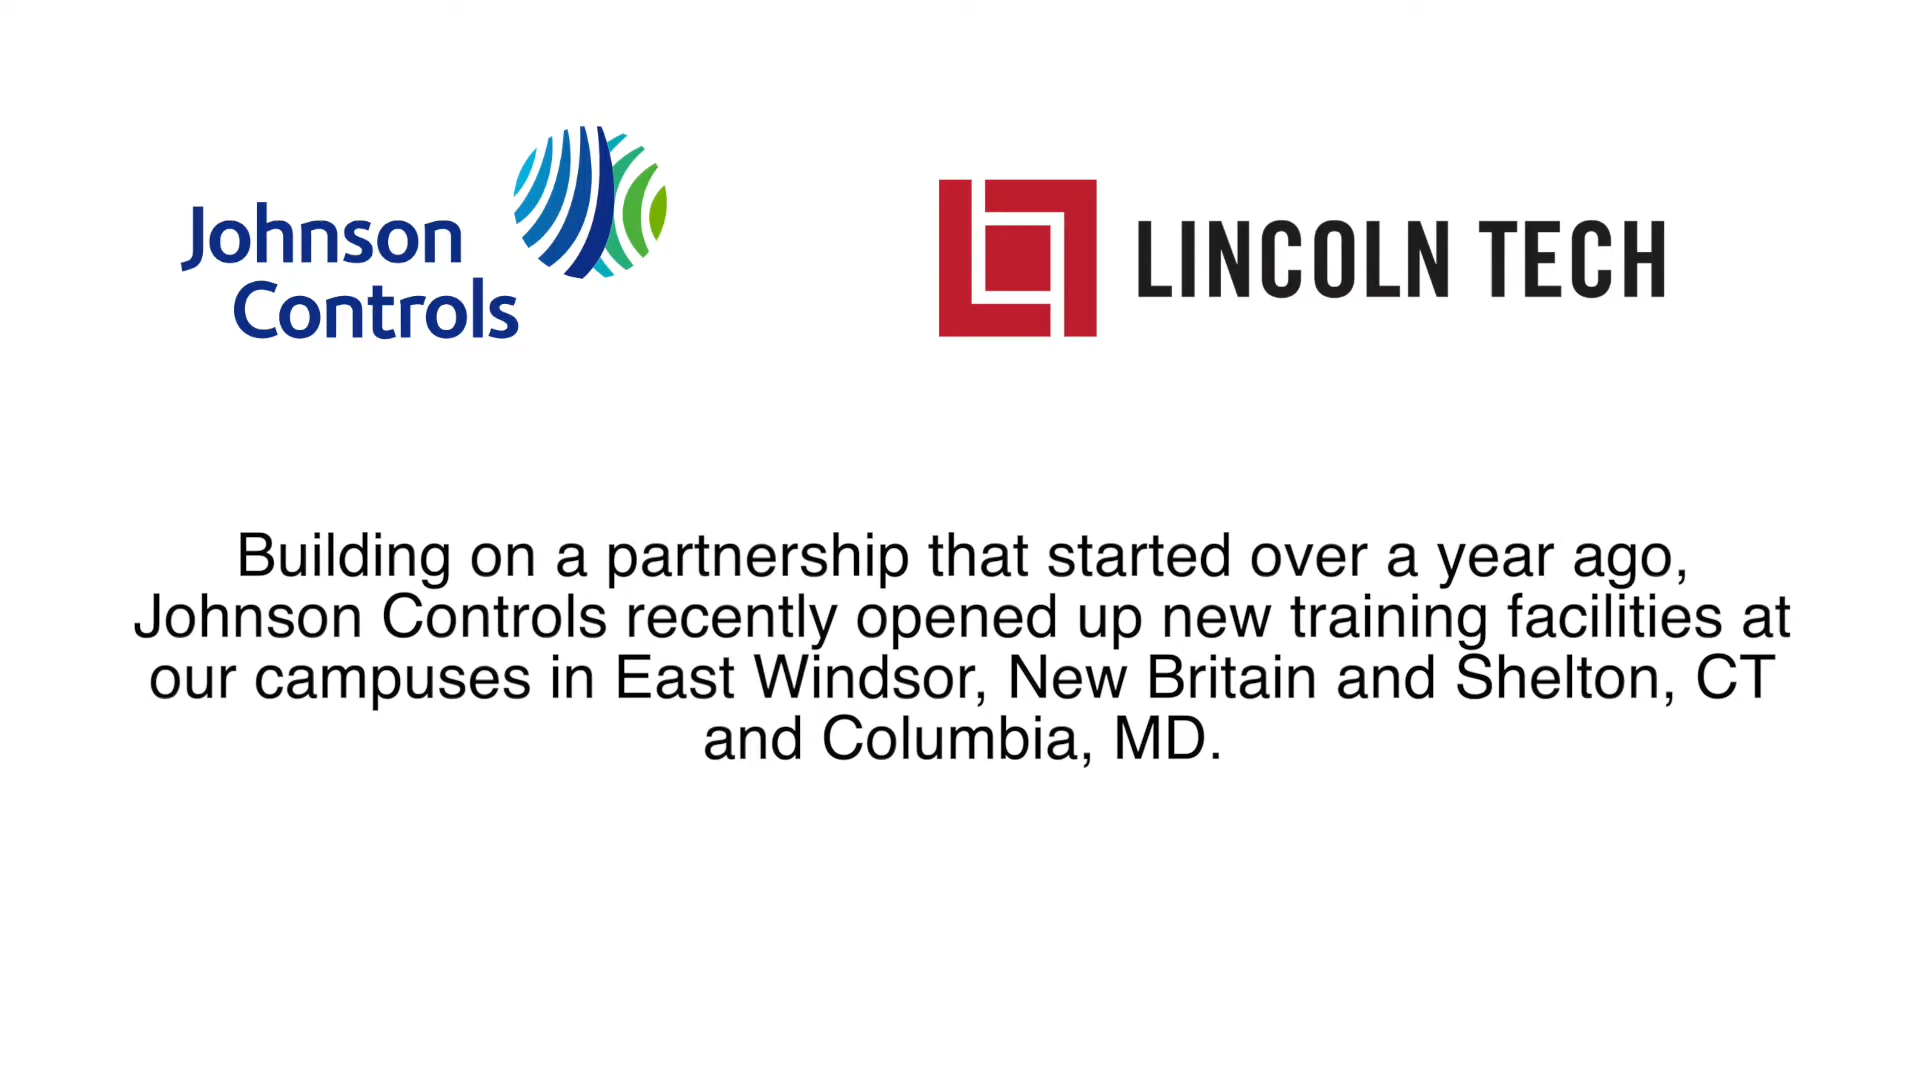 Johnson
Controls
LINCOLN TECH
Building on a partnership that started over a year ago,
Johnson Controls recently opened up new training facilities at
our campuses in East Windsor, New Britain and Shelton, CT
and Columbia, MD.